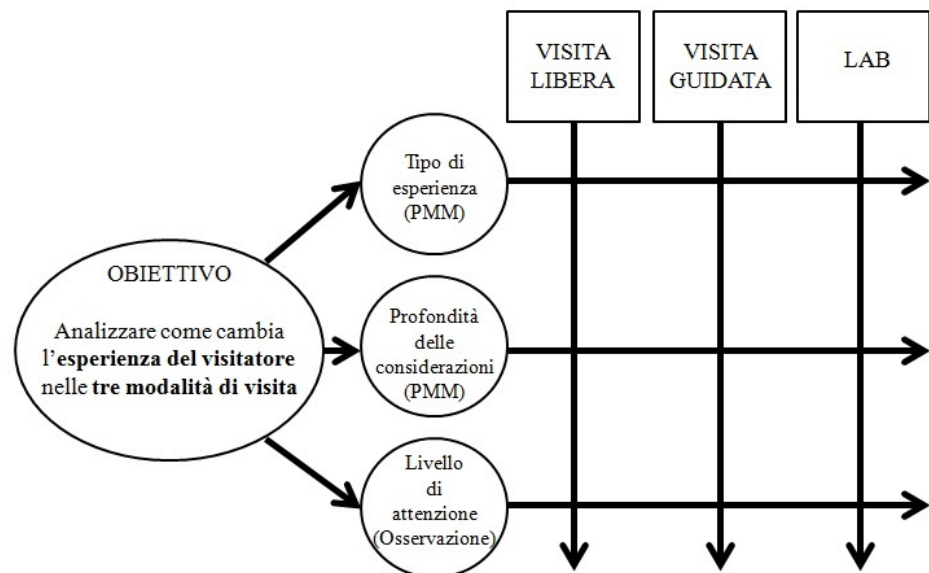 VISITA
LIBERA
VISITA
GUIDATA
LAB
Tipo di
esperienza
(PMM)
OBIETTIVO
Analizzare come cambia
l’esperienza del visitatore
nelle tre modalità di visita
Profondità
delle
considerazioni
(PMM)
Livello
di
attenzione
(Osservazione)